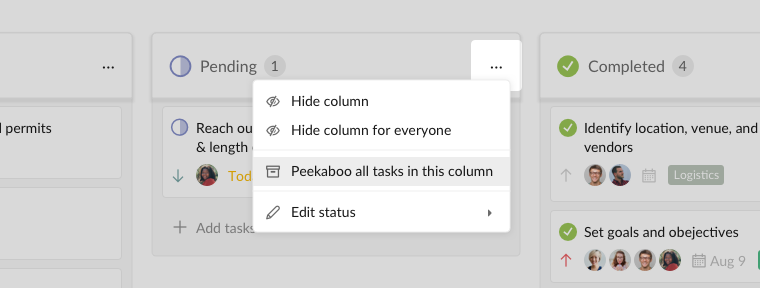 Pending 1
Completed 4
Hide column
Hide column for everyone
Peekaboo all tasks in this column
Edit status
permits
Reach ou
& length
Tod
Add tasks
Identify location, venue, and
vendors
Logistics
Set goals and obejectives
Aug 9